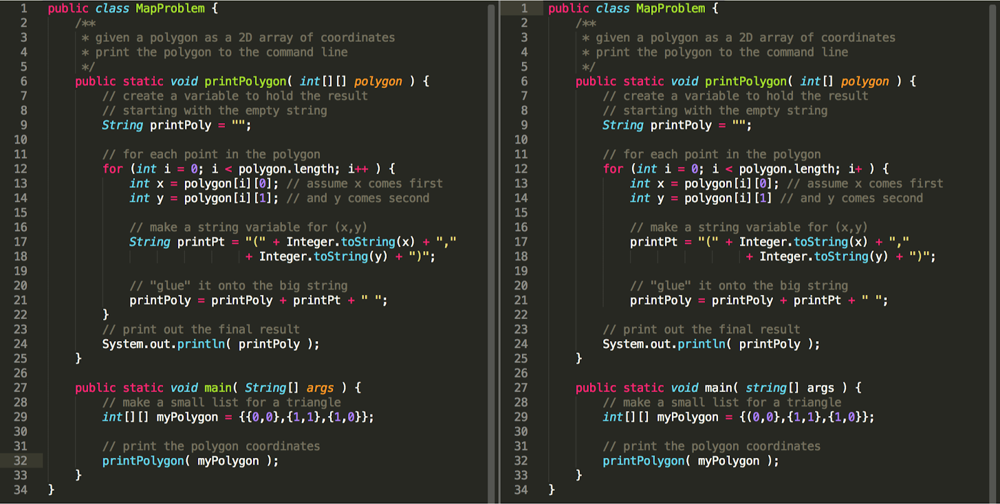 1 public class MapProblem {
2 /**
3 * given a polygon as a 2D array of coordinates
4 * print the polygon to the command line
5 */
6 public static void printPolygon( int[][] polygon ) {
7 // create a variable to hold the result
8 // starting with the empty string
9 String printPoly = "";
10
11 // for each point in the polygon
12 for (int i = 0; i < polygon.length; i++ ) {
13 int x = polygon[i][0]; // assume x comes first
14 int y = polygon[i][1]; // and y comes second
15
16 // make a string variable for (x,y)
17 String printPt = "(" + Integer.toString(x) + ","
18 + Integer.toString(y) + ")";
19
20 // "glue" it onto the big string
21 printPoly = printPoly + printPt + " ";
22 }
23 // print out the final result
24 System.out.println( printPoly );
25 }
26
27 public static void main( String[] args ) {
28 // make a small list for a triangle
29 int[][] myPolygon = {{0,0},{1,1},{1,0}};
30
31 // print the polygon coordinates
32 printPolygon( myPolygon );
33 }
34 }
1 public class MapProblem {
2 /**
3 * given a polygon as a 2D array of coordinates
4 * print the polygon to the command line
5 */
6 public static void printPolygon( int[] polygon ) {
7 // create a variable to hold the result
8 // starting with the empty string
9 String printPoly = "";
10
11 // for each point in the polygon
12 for (int i = 0; i < polygon.length; i+ ) {
13 int x = polygon[i][0]; // assume x comes first
14 int y = polygon[i][1] // and y comes second
15
16 // make a string variable for (x,y)
17 printPt = "(" + Integer.toString(x) + ","
18 + Integer.toString(y) + ")";
19
20 // "glue" it onto the big string
21 printPoly = printPoly + printPt + " ";
22
23 // print out the final result
24 System.out.println( printPoly );
25 }
26
27 public static void main( string[] args ) {
28 // make a small list for a triangle
29 int[][] myPolygon = {(0,0},{1,1},{1,0}};
30
31 // print the polygon coordinates
32 printPolygon( myPolygon );
33 }
34 }